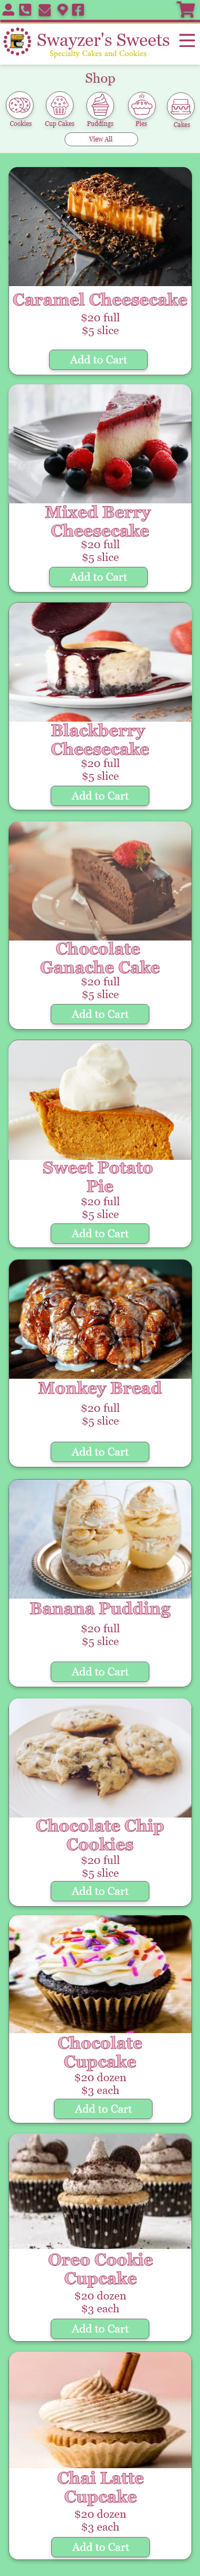 Swayzer's Sweets
Specialty Cakes and Cookies
Shop
Cookies
Cup Cakes
Puddings
Pies
Cakes
View All
Caramel Cheesecake
$20 full
$5 slice
Add to Cart
Mixed Berry
Cheesecake
$20 full
$5 slice
Add to Cart
Blackberry
Cheesecake
$20 full
$5 slice
Add to Cart
Chocolate
Ganache Cake
$20 full
$5 slice
Add to Cart
Sweet Potato
Pie
$20 full
$5 slice
Add to Cart
Monkey Bread
$20 full
$5 slice
Add to Cart
Banana Pudding
$20 full
$5 slice
Add to Cart
Chocolate Chip
Cookies
$20 full
$5 slice
Add to Cart
Chocolate
Cupcake
$20 dozen
$3 each
Add to Cart
Oreo Cookie
Cupcake
$20 dozen
$3 each
Add to Cart
Chai Latte
Cupcake
$20 dozen
$3 each
Add to Cart